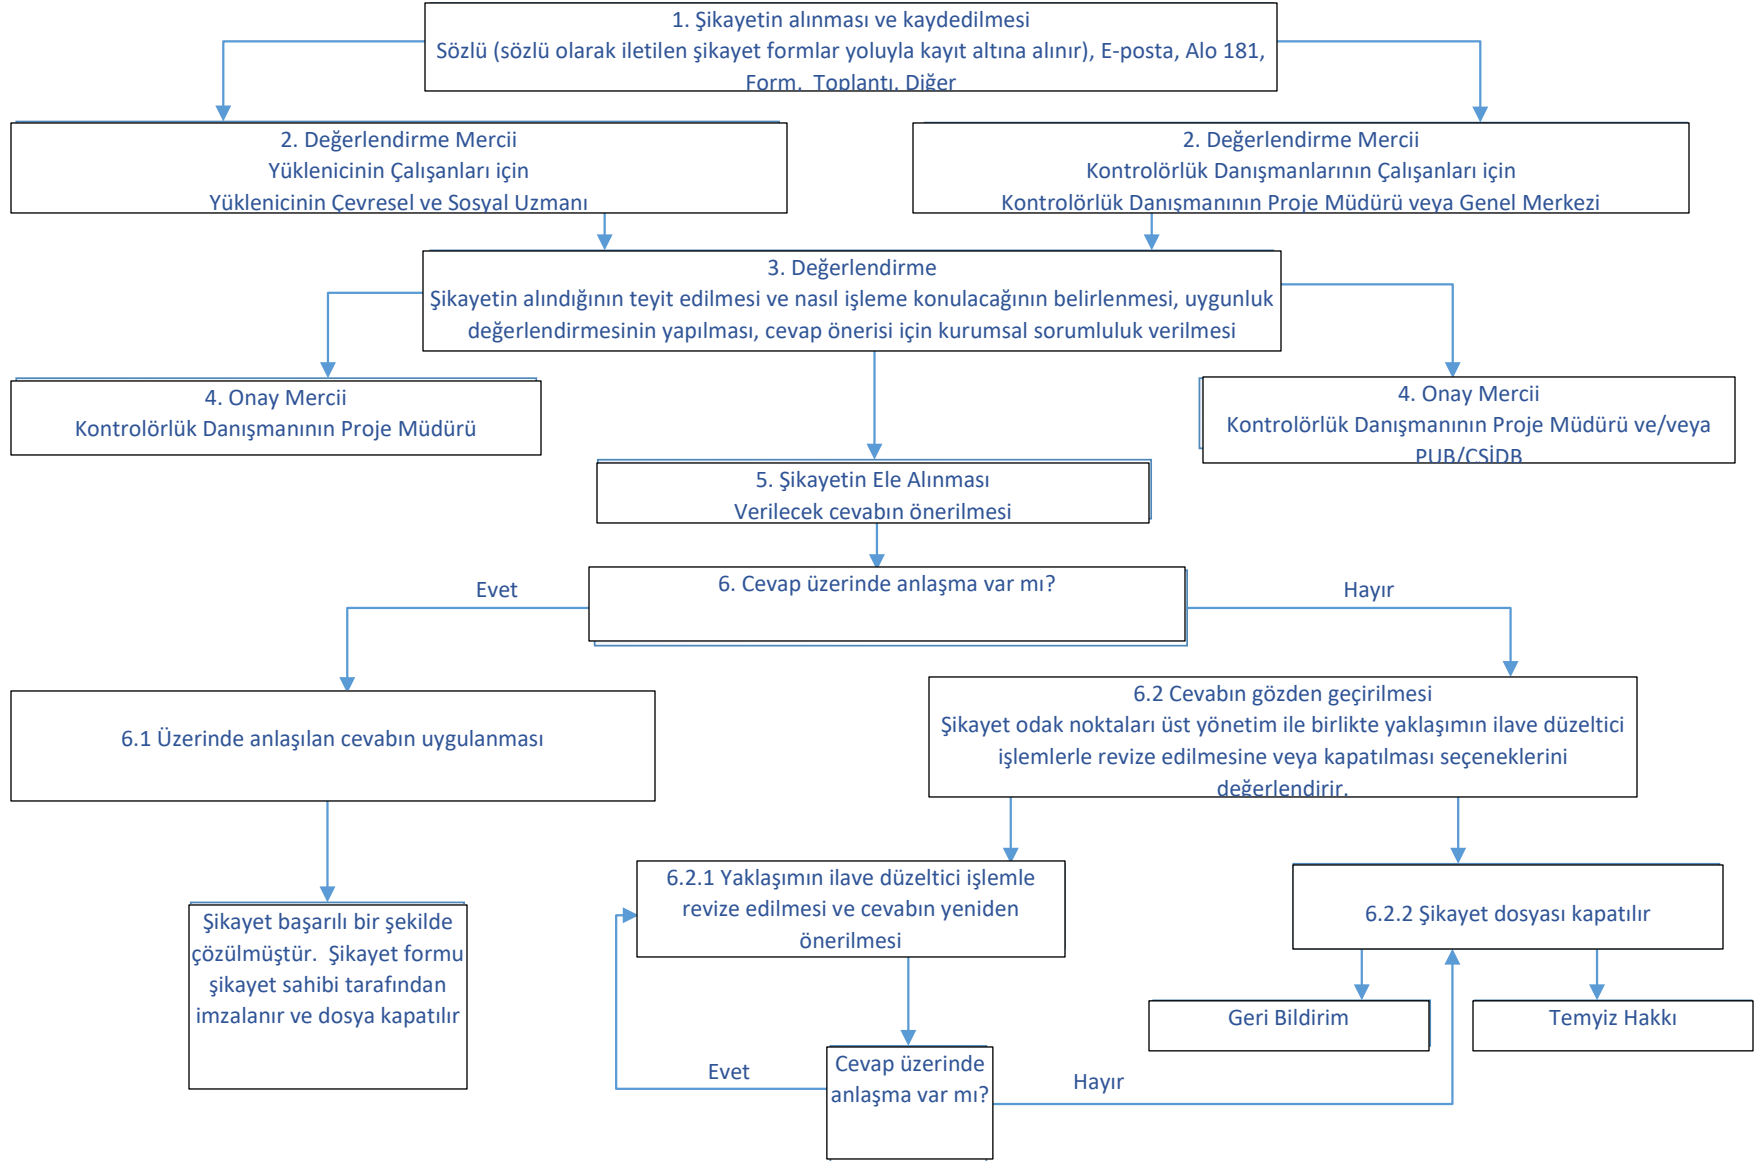 1. Şikayetin alınması ve kaydedilmesi
Sözlü (sözlü olarak iletilen şikayet formlar yoluyla kayıt altına alınır), E-posta, Alo 181,
Form, Toplantı, Diğer
2. Değerlendirme Mercii
Yüklenicinin Çalışanları için
Yüklenicinin Çevresel ve Sosyal Uzmanı
2. Değerlendirme Mercii
Kontrolörlük Danışmanlarının Çalışanları için
Kontrolörlük Danışmanının Proje Müdürü veya Genel Merkezi
3. Değerlendirme
Şikayetin alındığının teyit edilmesi ve nasıl işleme konulacağının belirlenmesi, uygunluk
değerlendirmesinin yapılması, cevap önerisi için kurumsal sorumluluk verilmesi
4. Onay Mercii
Kontrolörlük Danışmanının Proje Müdürü
4. Onay Mercii
Kontrolörlük Danışmanının Proje Müdürü ve/veya
PUB/CSİDB
5. Şikayetin Ele Alınması
Verilecek cevabın önerilmesi
6. Cevap üzerinde anlaşma var mı?
Evet
Hayır
6.1 Üzerinde anlaşılan cevabın uygulanması
6.2 Cevabın gözden geçirilmesi
Şikayet odak noktaları üst yönetim ile birlikte yaklaşımın ilave düzeltici
işlemlerle revize edilmesine veya kapatılması seçeneklerini
değerlendirir.
Şikayet başarılı bir şekilde
çözülmüştür. Şikayet formu
şikayet sahibi tarafından
imzalanır ve dosya kapatılır
6.2.1 Yaklaşımın ilave düzeltici işlemle
revize edilmesi ve cevabın yeniden
önerilmesi
6.2.2 Şikayet dosyası kapatılır
Geri Bildirim
Temyiz Hakkı
Cevap üzerinde
anlaşma var mı?
Evet
Hayır